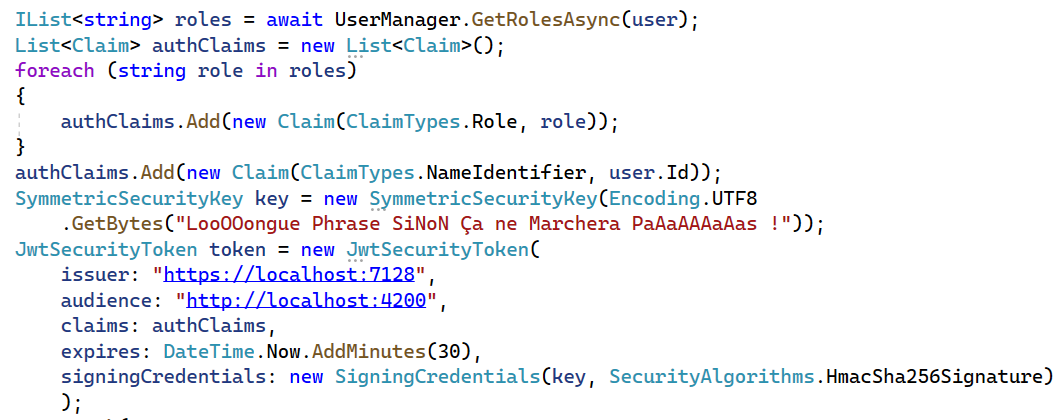 IList<string> roles = await UserManager.GetRolesAsync(user);
List<Claim> authClaims = new List<Claim>();
foreach (string role in roles)
{
authClaims.Add(new Claim(ClaimTypes.Role, role));
}
authClaims.Add(new Claim(ClaimTypes.NameIdentifier, user.Id));
SymmetricSecurityKey key = new SymmetricSecurityKey(Encoding.UTF8
.GetBytes("LooOOongue Phrase SiNoN Ça ne Marchera PaAaAAAaAas !"));
JwtSecurityToken token = new JwtSecurityToken(
issuer: "https://localhost:7128",
audience: "http://localhost:4200",
claims: authClaims,
expires: DateTime.Now.AddMinutes(30),
signingCredentials: new SigningCredentials(key, SecurityAlgorithms.HmacSha256Signature)
);